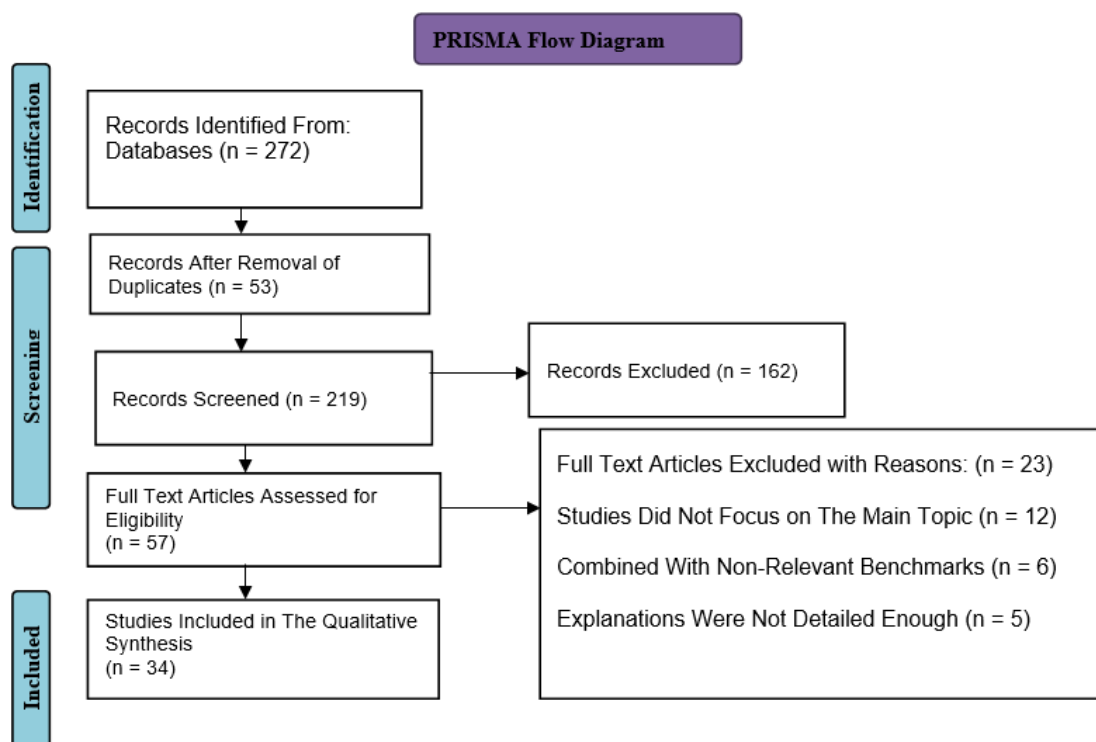 PRISMA Flow Diagram
Identification
Records Identified From:
Databases (n = 272)
Screening
Records After Removal of
Duplicates (n = 53)
Records Screened (n = 219)
Records Excluded (n = 162)
Full Text Articles Assessed for
Eligibility
(n = 57)
Full Text Articles Excluded with Reasons: (n = 23)
Studies Did Not Focus on The Main Topic (n = 12)
Combined With Non-Relevant Benchmarks (n = 6)
Explanations Were Not Detailed Enough (n = 5)
Included
Studies Included in The Qualitative
Synthesis
(n = 34)